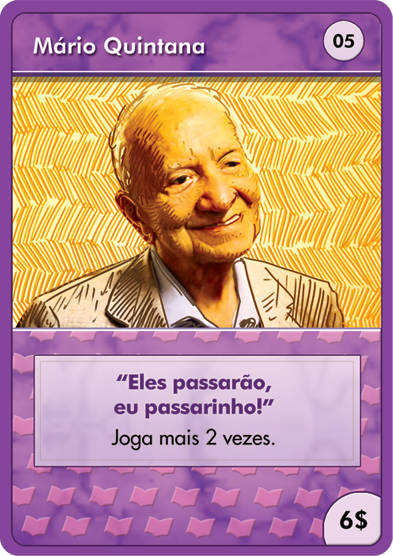 Mário Quintana
05
“Eles passarão,
eu passarinho!”
Joga mais 2 vezes.
6$